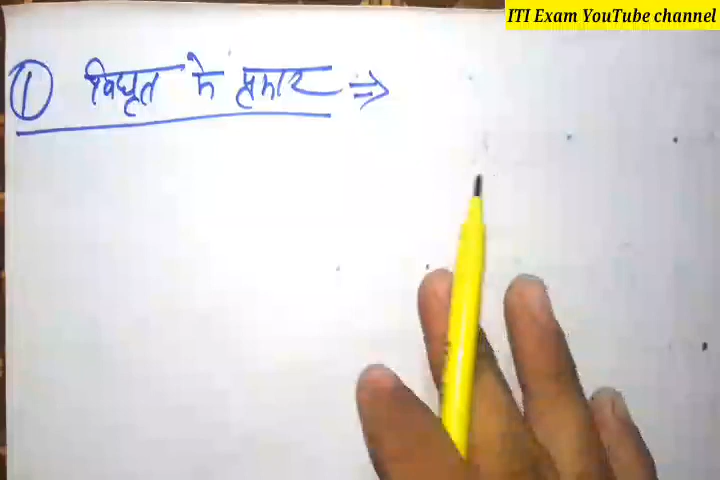 ITI Exam YouTube channel
① विद्युत के प्रकार ⇒